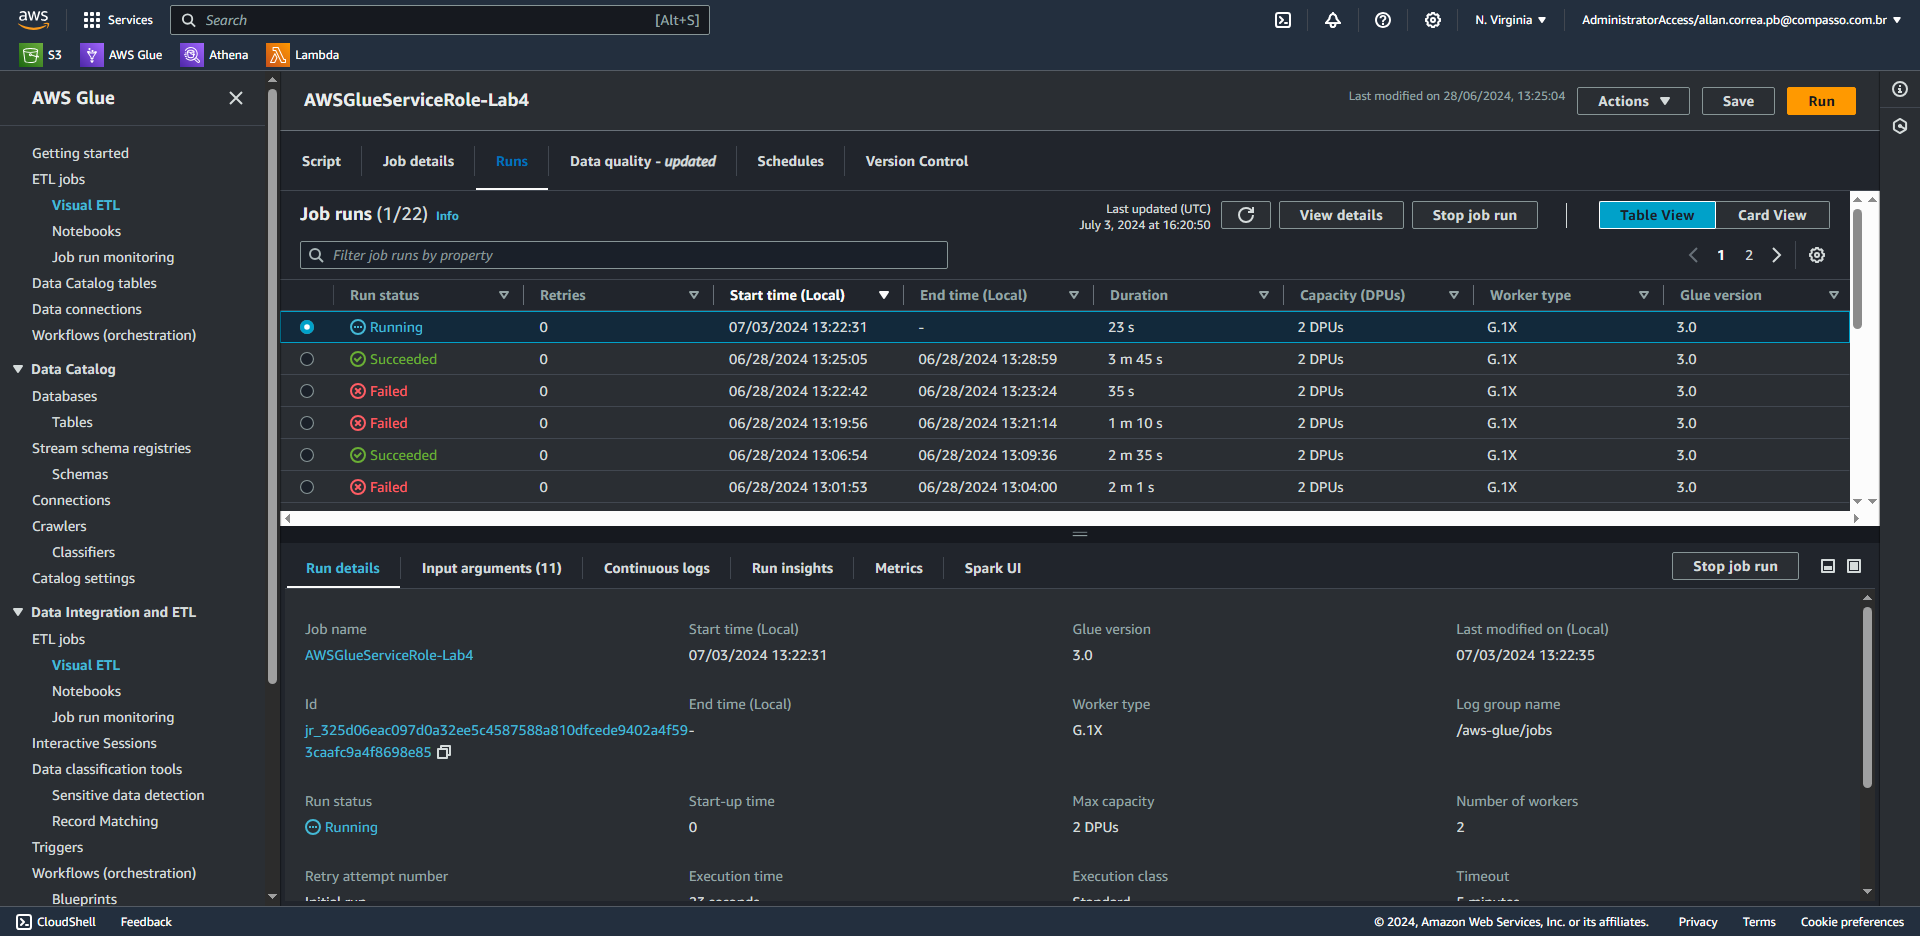 aws
Services
Search [Alt+S]
N. Virginia
AdministratorAccess/allan.correa.pb@compasso.com.br
S3
AWS Glue
Athena
Lambda
AWS Glue
Getting started
ETL jobs
Visual ETL
Notebooks
Job run monitoring
Data Catalog tables
Data connections
Workflows (orchestration)
Data Catalog
Databases
Tables
Stream schema registries
Schemas
Connections
Crawlers
Classifiers
Catalog settings
Data Integration and ETL
ETL jobs
Visual ETL
Notebooks
Job run monitoring
Interactive Sessions
Data classification tools
Sensitive data detection
Record Matching
Triggers
Workflows (orchestration)
Blueprints
AWSGlueServiceRole-Lab4
Last modified on 28/06/2024, 13:25:04
Actions
Save
Run
Script
Job details
Runs
Data quality - updated
Schedules
Version Control
Job runs (1/22) Info
Last updated (UTC)
July 3, 2024 at 16:20:50
View details
Stop job run
Table View
Card View
Filter job runs by property
1 2
Run status Retries Start time (Local) End time (Local) Duration Capacity (DPUs) Worker type Glue version
Running 0 07/03/2024 13:22:31 - 23 s 2 DPUs G.1X 3.0
Succeeded 0 06/28/2024 13:25:05 06/28/2024 13:28:59 3 m 45 s 2 DPUs G.1X 3.0
Failed 0 06/28/2024 13:22:42 06/28/2024 13:23:24 35 s 2 DPUs G.1X 3.0
Failed 0 06/28/2024 13:19:56 06/28/2024 13:21:14 1 m 10 s 2 DPUs G.1X 3.0
Succeeded 0 06/28/2024 13:06:54 06/28/2024 13:09:36 2 m 35 s 2 DPUs G.1X 3.0
Failed 0 06/28/2024 13:01:53 06/28/2024 13:04:00 2 m 1 s 2 DPUs G.1X 3.0
Run details
Input arguments (11)
Continuous logs
Run insights
Metrics
Spark UI
Stop job run
Job name
AWSGlueServiceRole-Lab4
Start time (Local)
07/03/2024 13:22:31
Glue version
3.0
Last modified on (Local)
07/03/2024 13:22:35
Id
jr_325d06eac097d0a32ee5c4587588a810dfcede9402a4f59
3caafc9a4f8698e85
End time (Local)
-
Worker type
G.1X
Log group name
/aws-glue/jobs
Run status
Running
Start-up time
0
Max capacity
2 DPUs
Number of workers
2
Retry attempt number
Initial run
Execution time
23 seconds
Execution class
Standard
Timeout
5 minutes
CloudShell
Feedback
© 2024, Amazon Web Services, Inc. or its affiliates.
Privacy
Terms
Cookie preferences